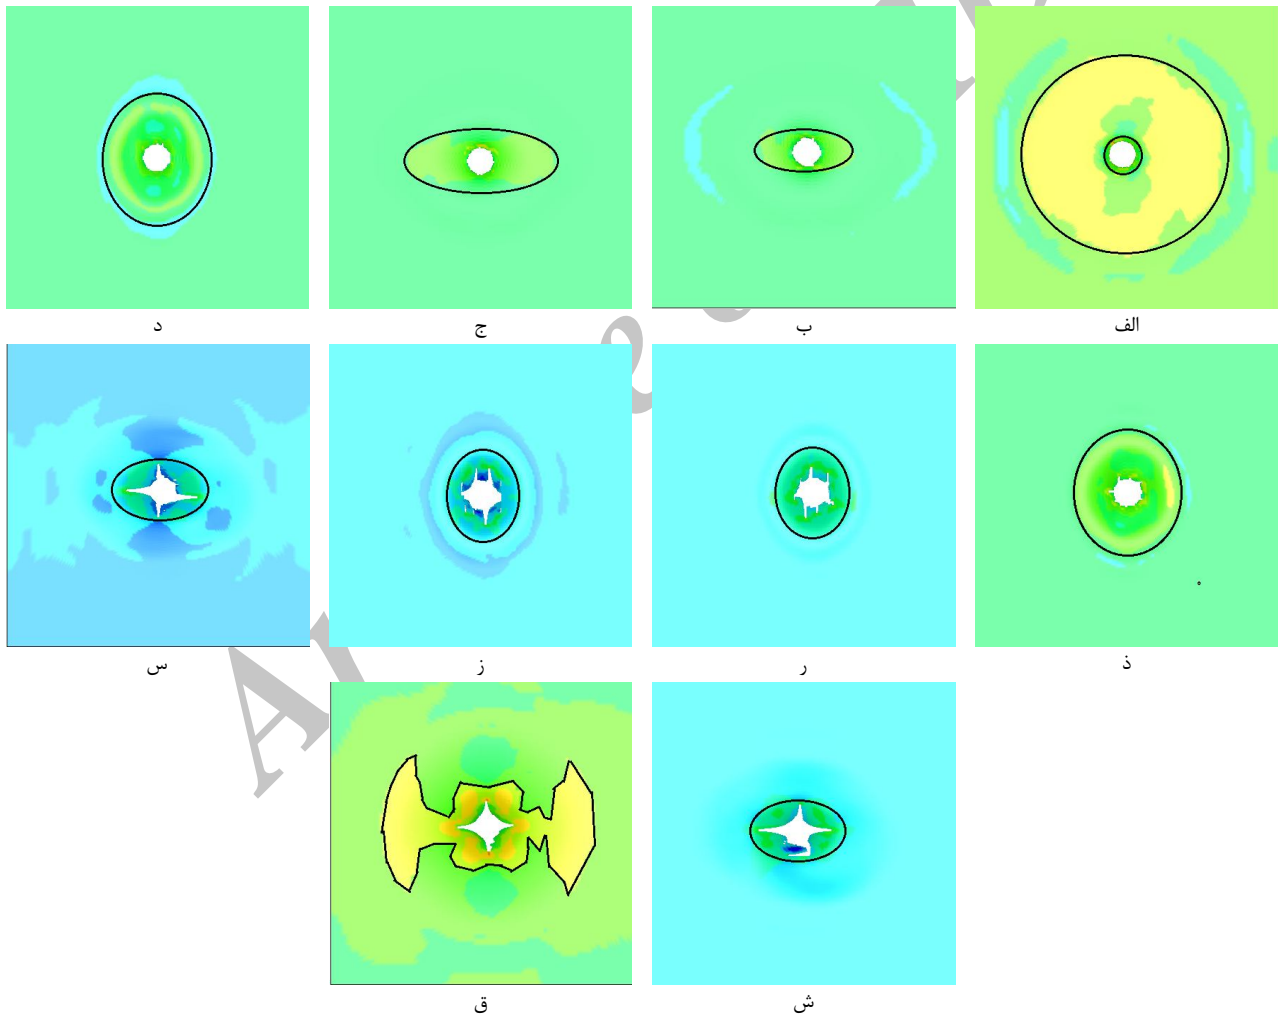 الف ب ج د
ذ ر ز س
ش ق